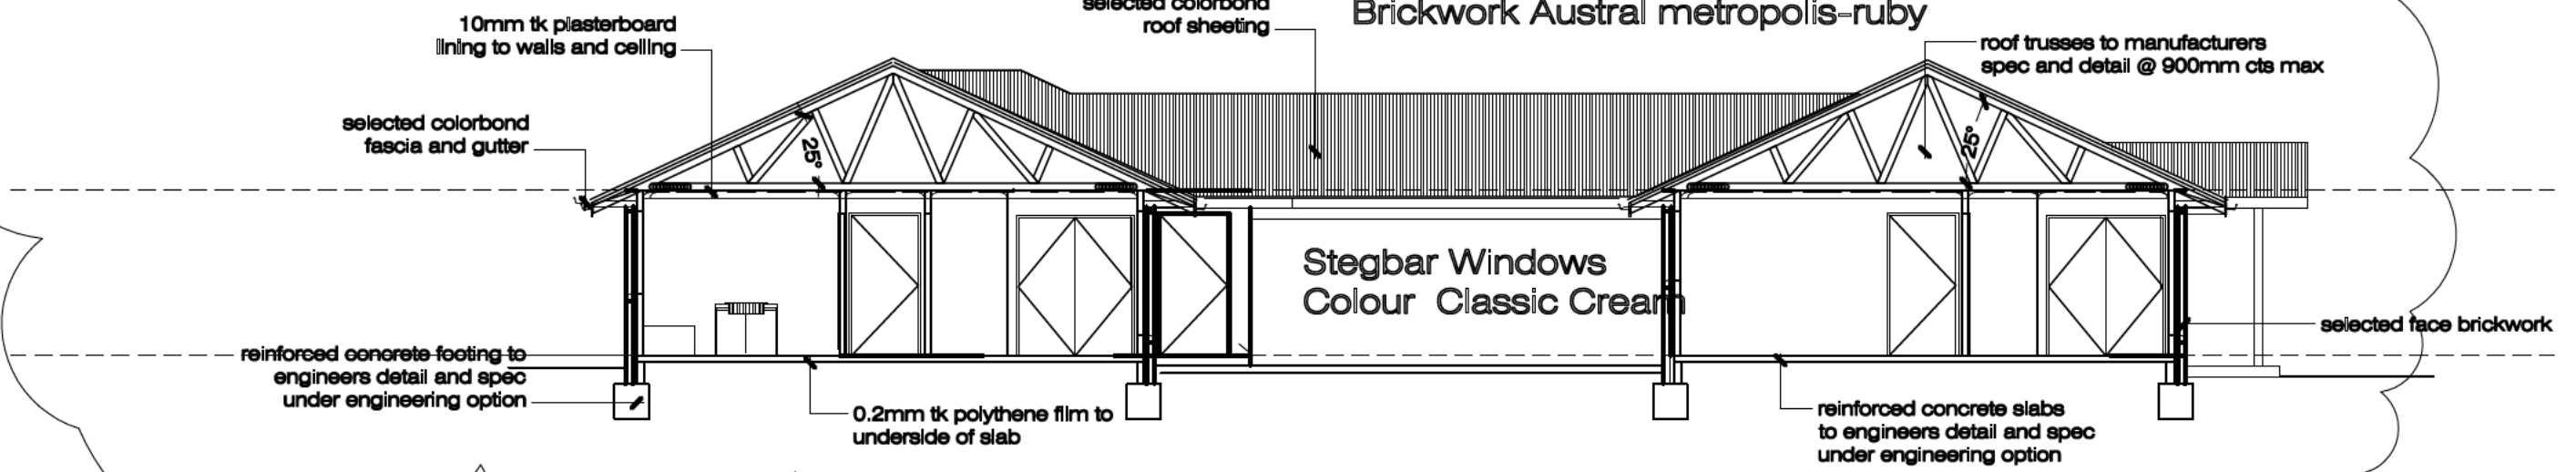 selected colorbond
roof sheeting
Brickwork Austral metropolis-ruby
10mm tk plasterboard
lining to walls and ceiling
roof trusses to manufacturers
spec and detail @ 900mm cts max
selected colorbond
fascia and gutter
25°
25°
Stegbar Windows
Colour Classic Cream
selected face brickwork
reinforced concrete footing to
engineers detail and spec
under engineering option
0.2mm tk polythene film to
underside of slab
reinforced concrete slabs
to engineers detail and spec
under engineering option